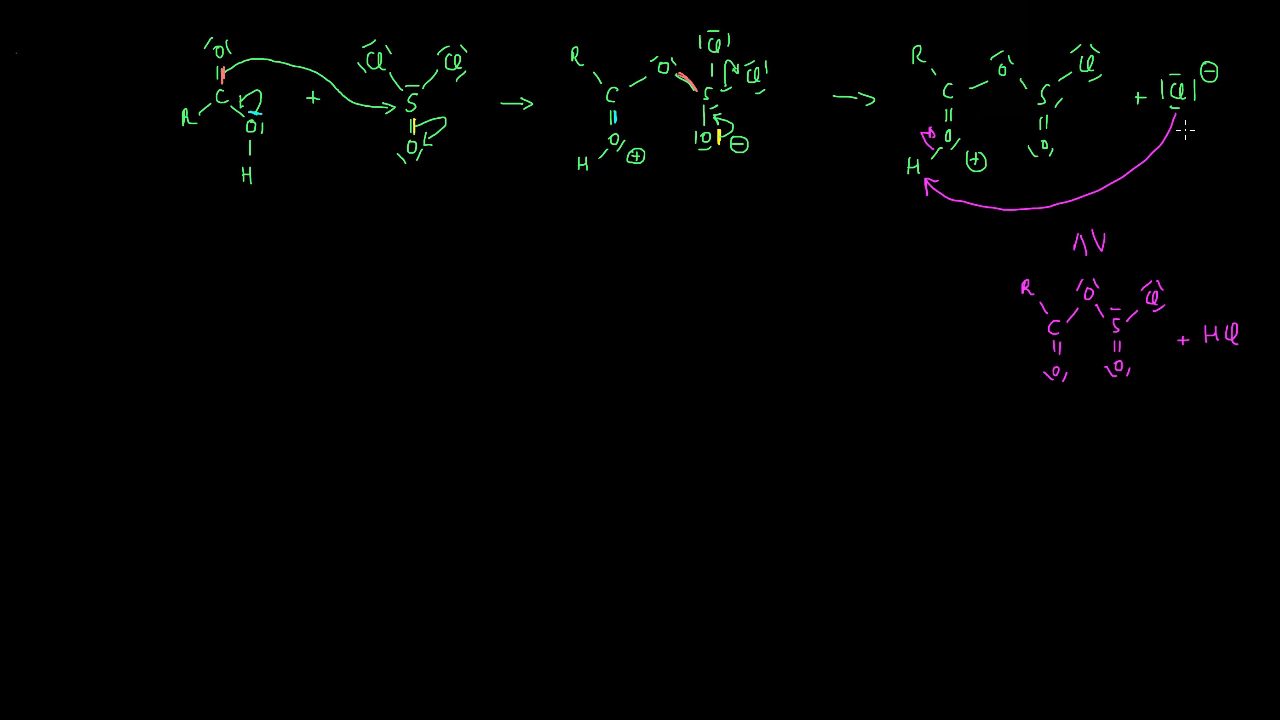 O Cl Cl R O Cl Cl R O S Cl + |Cl| ⊖
R C + S → C S → C
O O O ⊖ O O
H H ⊕ H ⊕
R O Cl
C S + HCl
O O